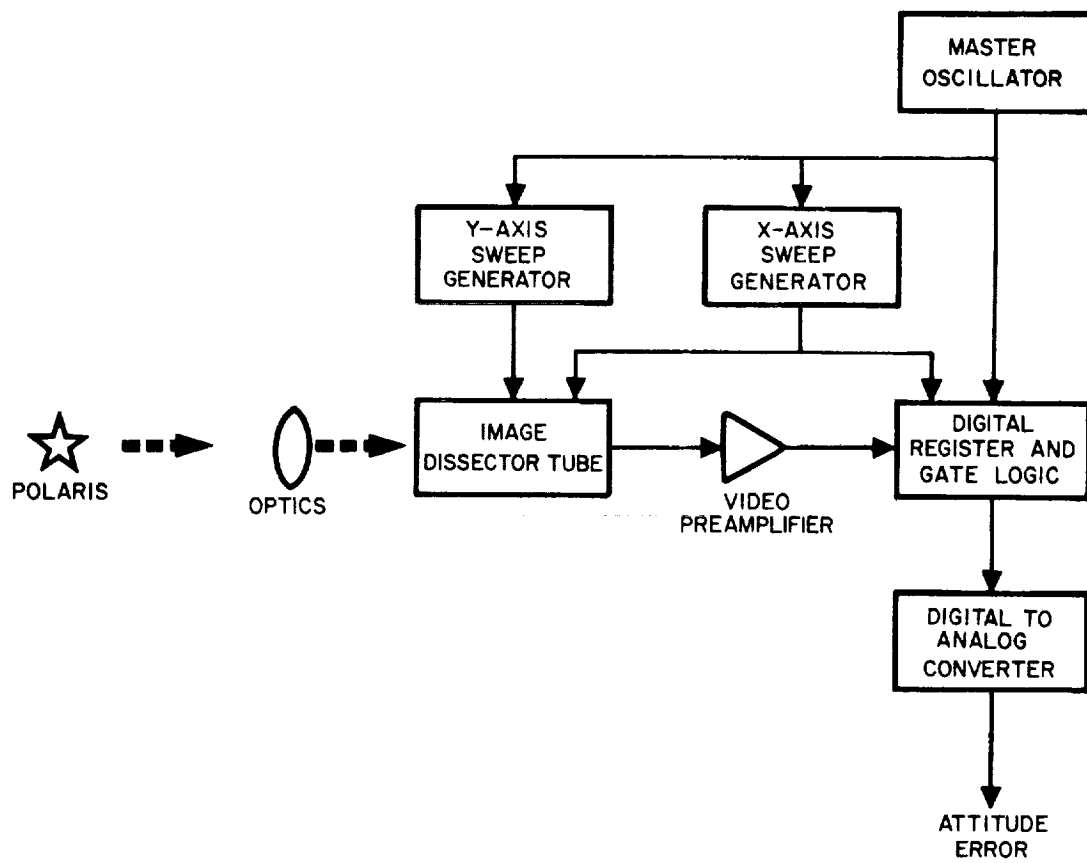 MASTER
OSCILLATOR
Y-AXIS
SWEEP
GENERATOR
X-AXIS
SWEEP
GENERATOR
POLARIS
OPTICS
IMAGE
DISSECTOR TUBE
VIDEO
PREAMPLIFIER
DIGITAL
REGISTER AND
GATE LOGIC
DIGITAL TO
ANALOG
CONVERTER
ATTITUDE
ERROR